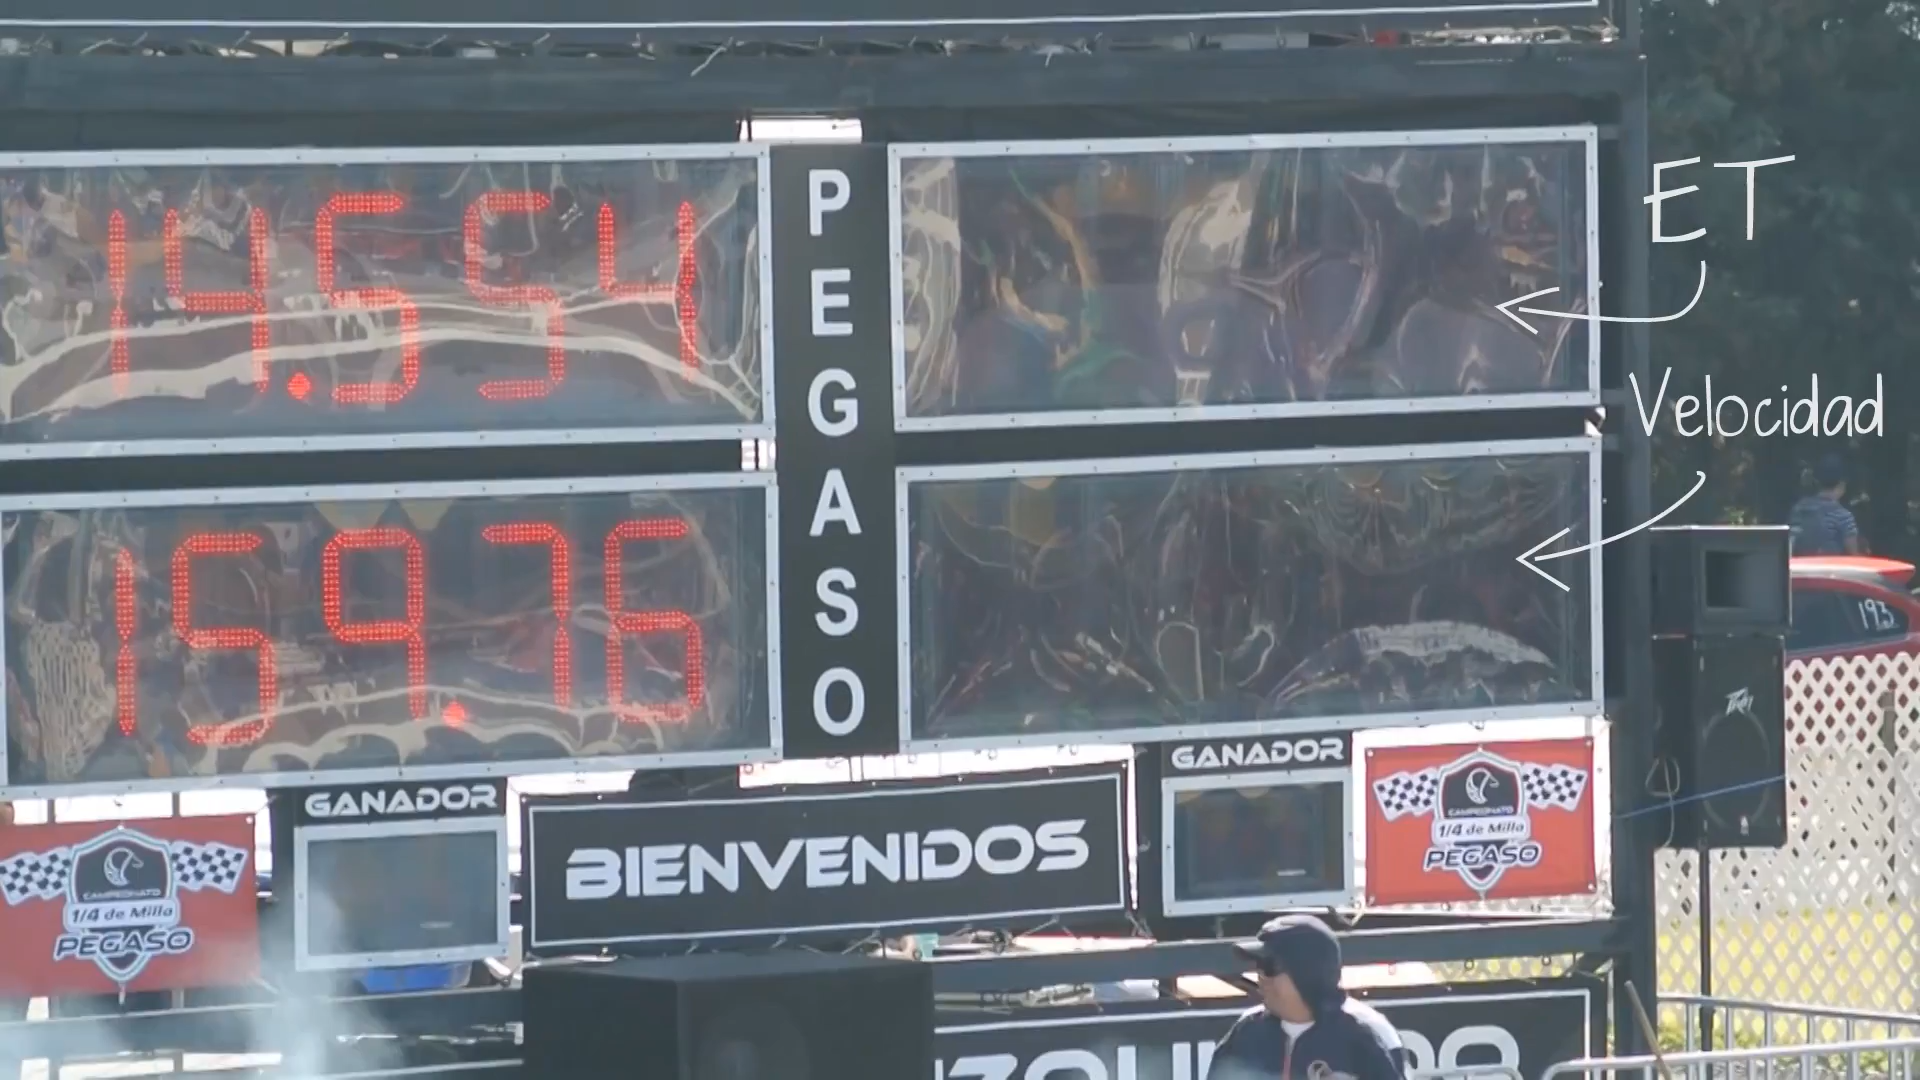 14.554
159.76
P
E
G
A
S
O
ET
Velocidad
193
GANADOR
GANADOR
BIENVENIDOS
CAMPEONATO
1/4 de Milla
PEGASO
CAMPEONATO
1/4 de Milla
PEGASO